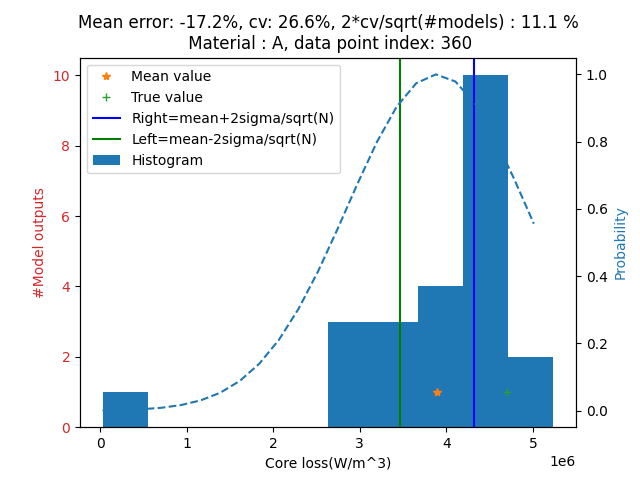 Mean error: -17.2%, cv: 26.6%, 2*cv/sqrt(#models) : 11.1 %
Material : A, data point index: 360
Mean value
True value
Right=mean+2sigma/sqrt(N)
Left=mean-2sigma/sqrt(N)
Histogram
#Model outputs
10
8
6
4
2
0
1.0
0.8
0.6
0.4
0.2
0.0
Probability
0 1 2 3 4 5
1e6
Core loss(W/m^3)